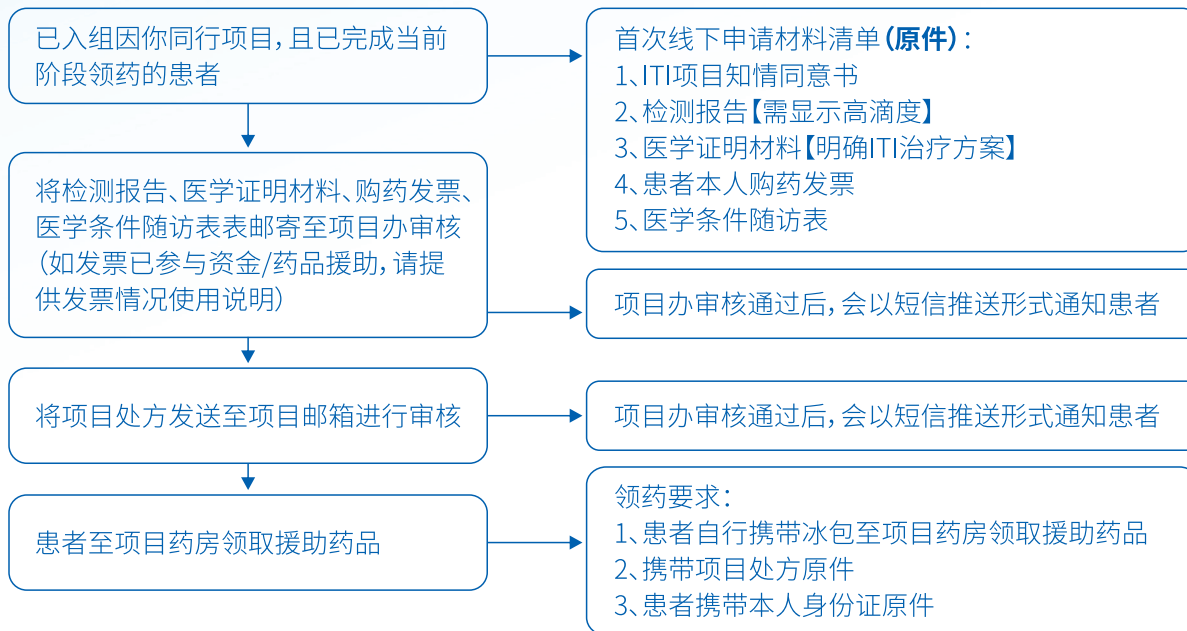 已入组因你同行项目,且已完成当前
阶段领药的患者
首次线下申请材料清单(原件):
1、ITI项目知情同意书
2、检测报告【需显示高滴度】
3、医学证明材料【明确ITI治疗方案】
4、患者本人购药发票
5、医学条件随访表
将检测报告、医学证明材料、购药发票、
医学条件随访表表邮寄至项目办审核
(如发票已参与资金/药品援助,请提
供发票情况使用说明)
项目办审核通过后,会以短信推送形式通知患者
将项目处方发送至项目邮箱进行审核
项目办审核通过后,会以短信推送形式通知患者
患者至项目药房领取援助药品
领药要求:
1、患者自行携带冰包至项目药房领取援助药品
2、携带项目处方原件
3、患者携带本人身份证原件